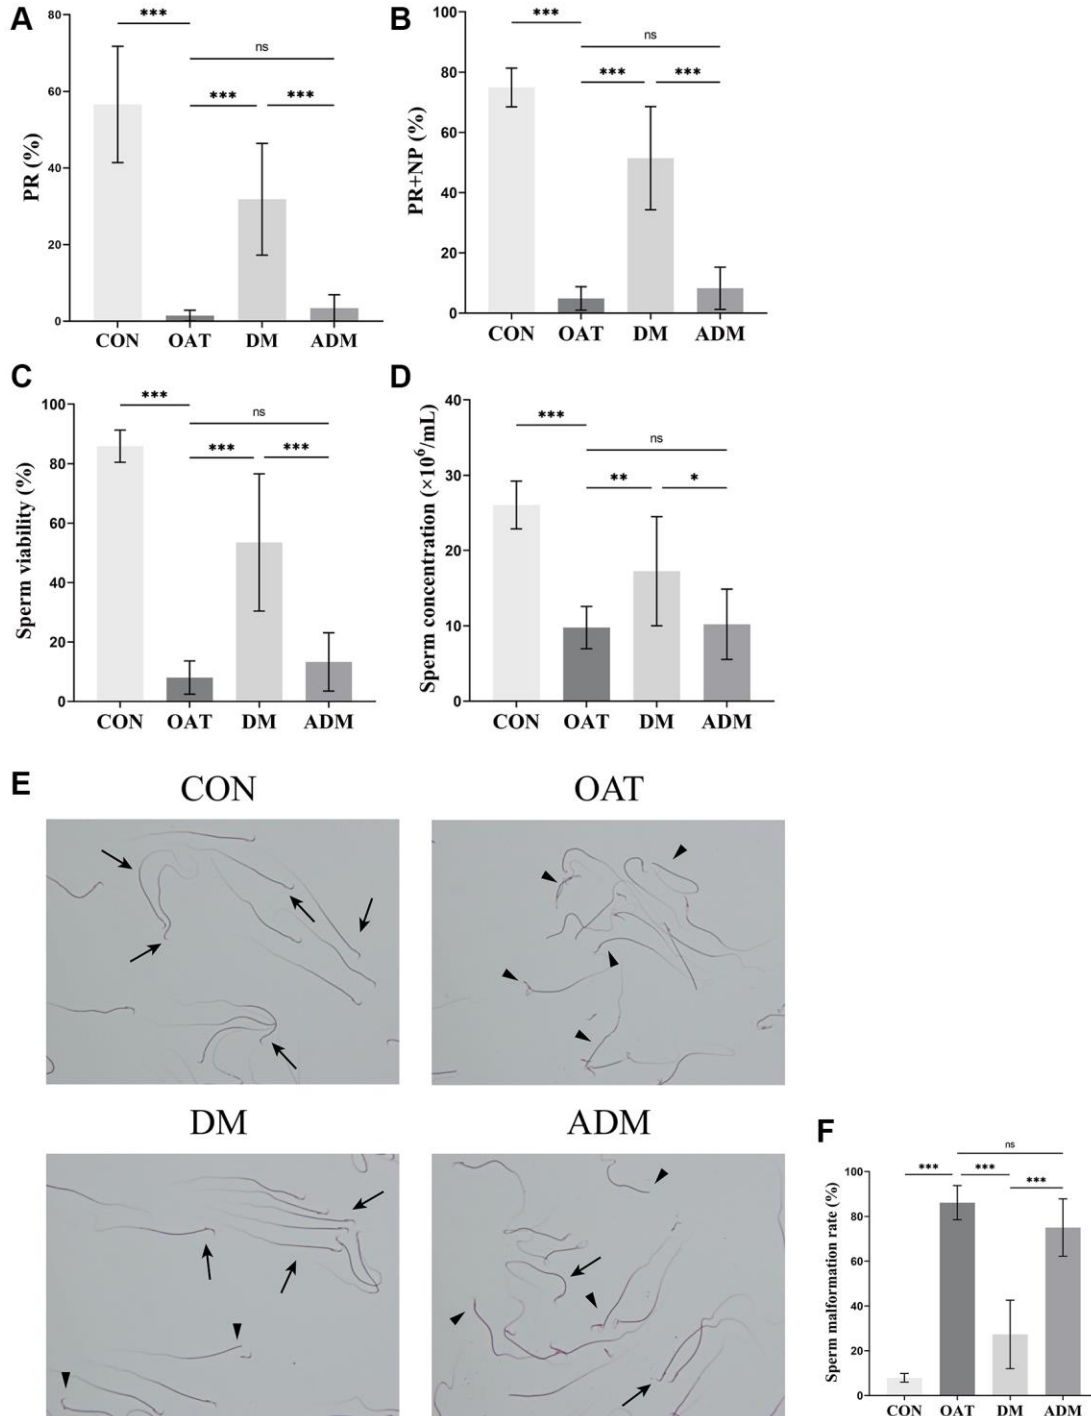 A
PR (%)
80
60
40
20
0
***
ns
*** ***
CON OAT DM ADM
B
PR+NP (%)
100
80
60
40
20
0
***
ns
*** ***
CON OAT DM ADM
C
Sperm viability (%)
100
80
60
40
20
0
***
ns
*** ***
CON OAT DM ADM
D
Sperm concentration (×10⁶/mL)
40
30
20
10
0
***
ns
** *
CON OAT DM ADM
E
CON
OAT
DM
ADM
F
Sperm malformation rate (%)
100
80
60
40
20
0
ns
*** ***
***
CON OAT DM ADM